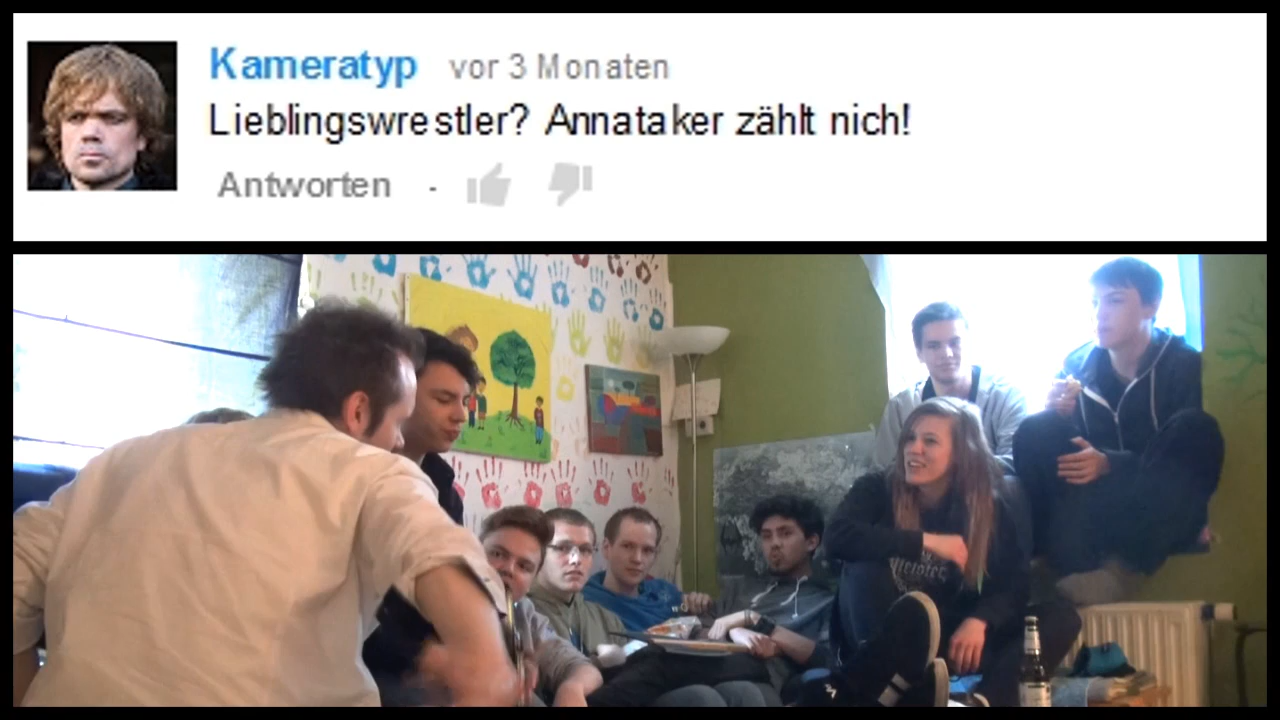 Kameratyp vor 3 Monaten
Lieblingswrestler? Annataker zählt nich!
Antworten ·